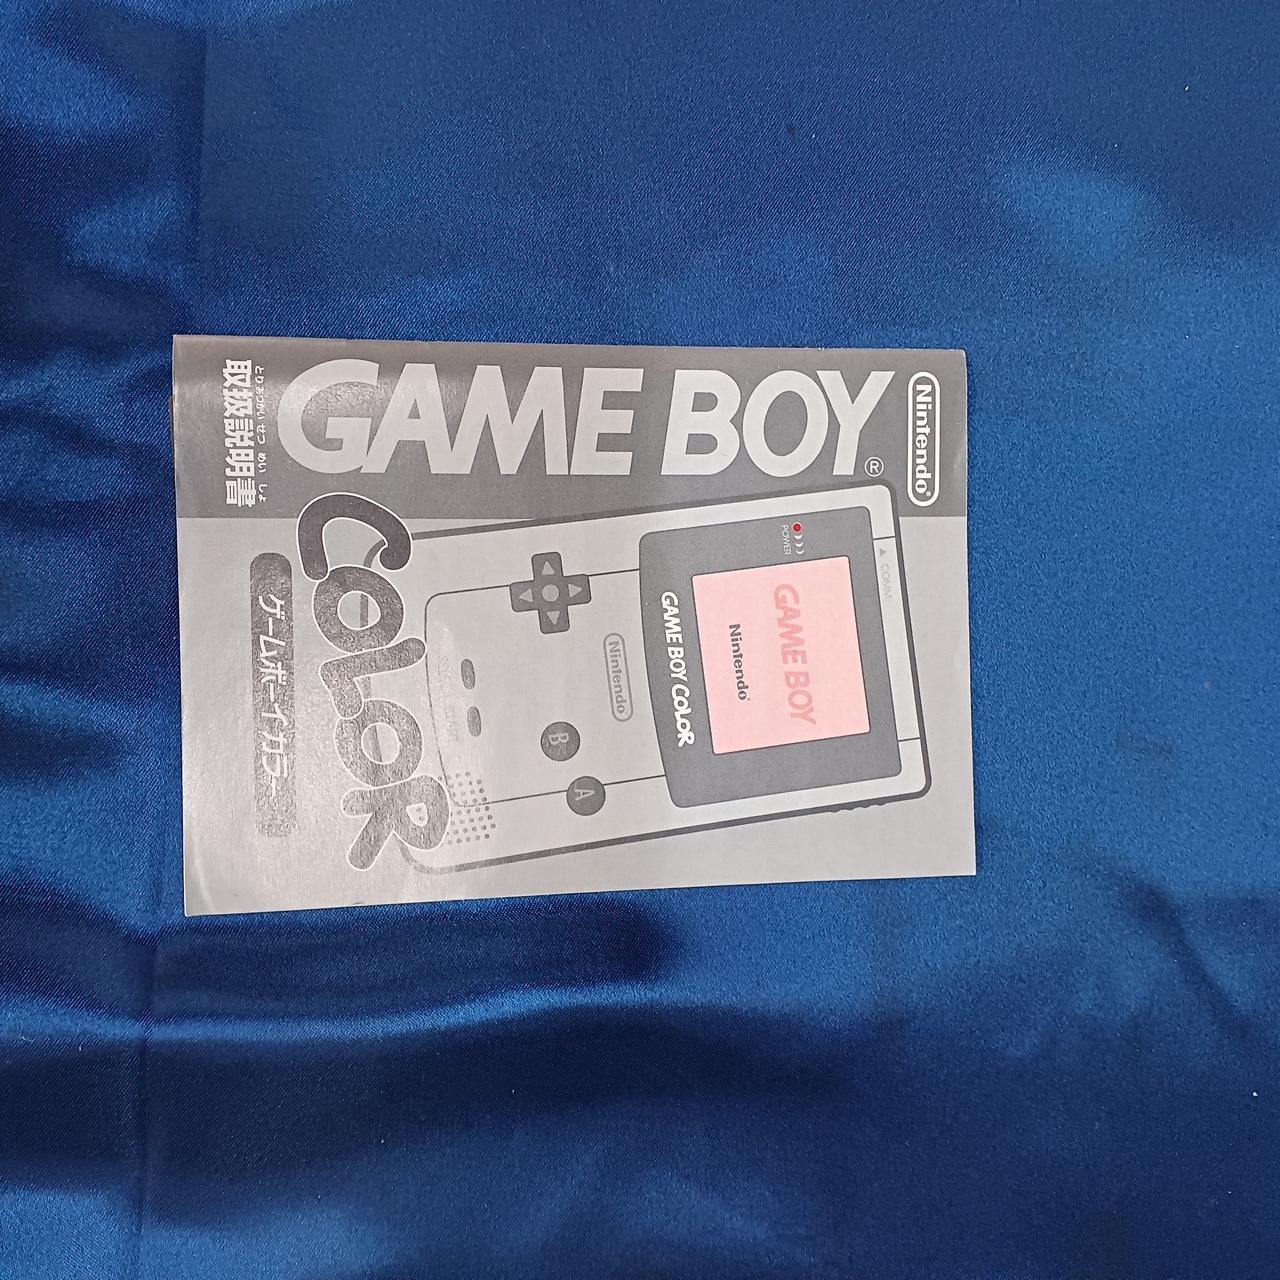 Nintendo®
GAME BOY®
とりあつかい せつ めい しょ
取扱説明書
COLOR
ゲームボーイカラー
COMM.
POWER
GAME BOY
Nintendo®
GAME BOY COLOR
Nintendo®
B
A
SELECT START